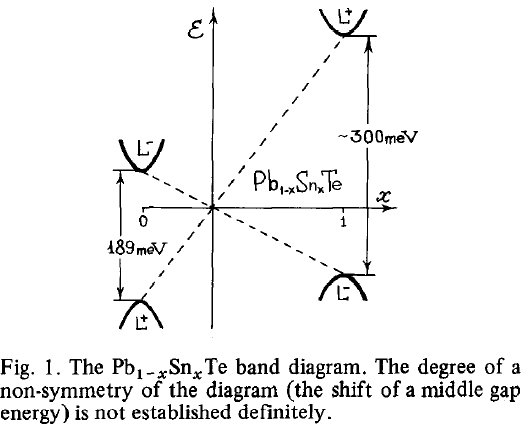 ℰ
L⁺
L⁻
~300meV
Pb₁₋ₓSnₓTe
x
0
1
189meV
L⁺
L⁻
Fig. 1. The Pb₁₋ₓSnₓTe band diagram. The degree of a
non-symmetry of the diagram (the shift of a middle gap
energy) is not established definitely.